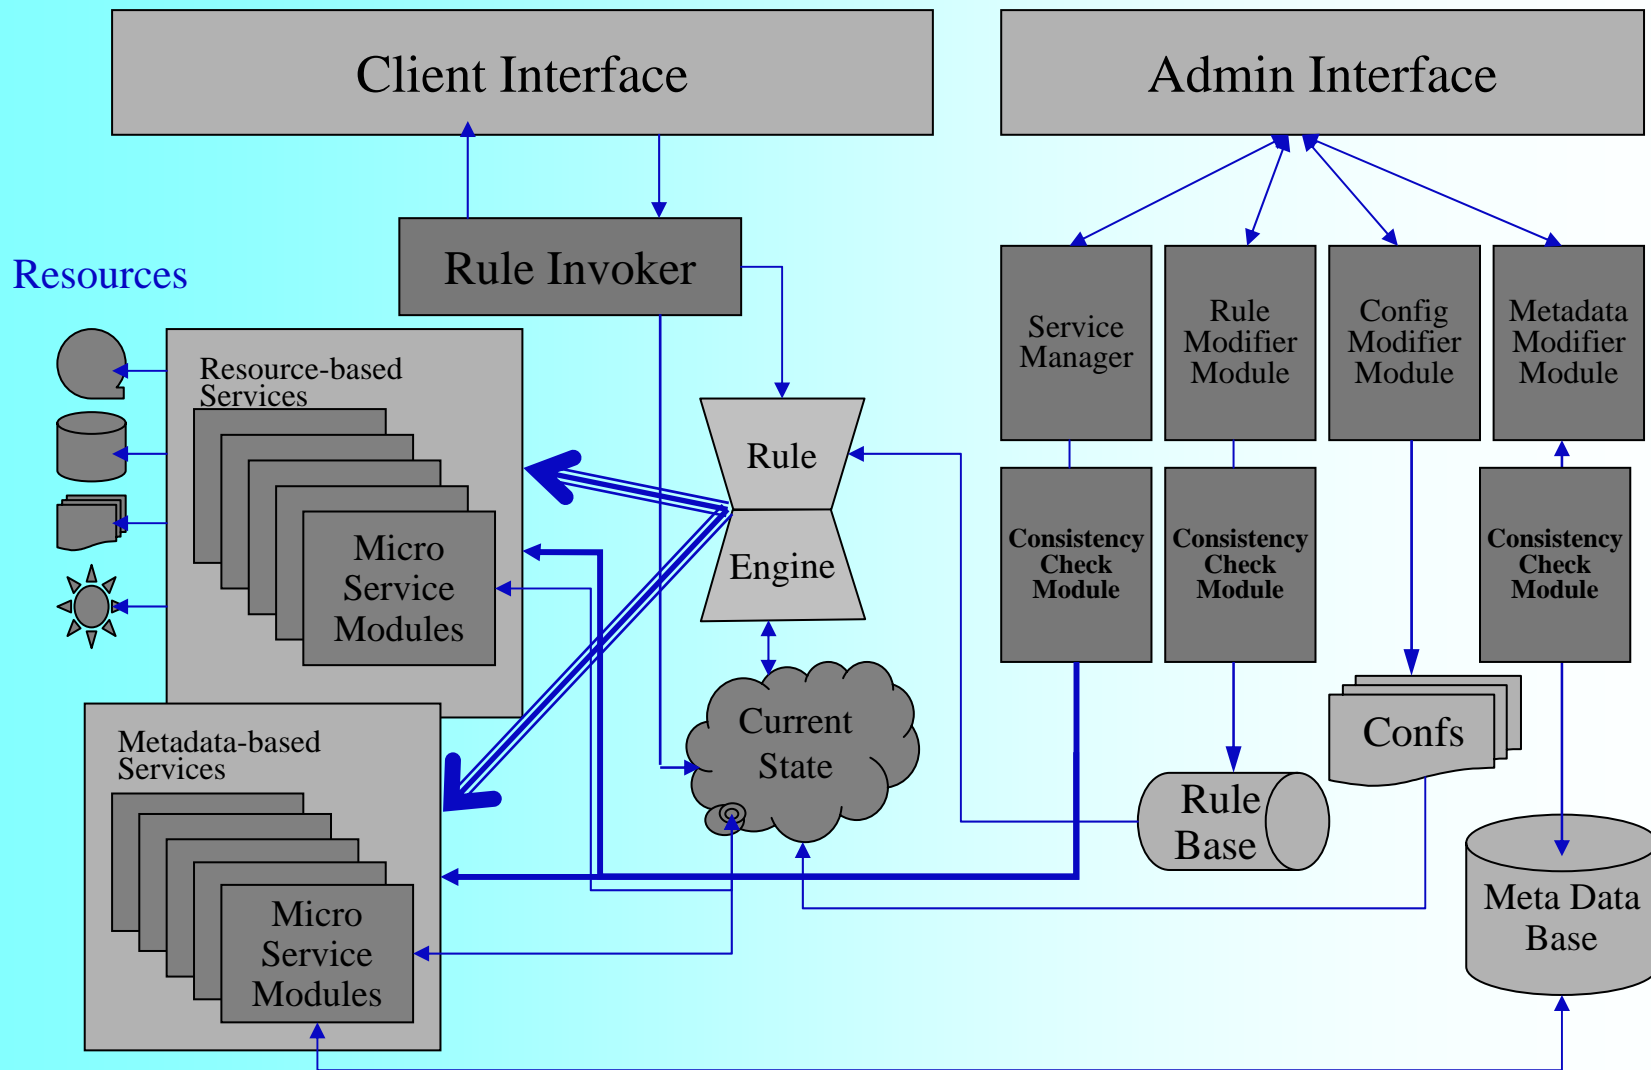 Client Interface
Admin Interface
Rule Invoker
Resources
Service
Manager
Rule
Modifier
Module
Config
Modifier
Module
Metadata
Modifier
Module
Resource-based
Services
Rule
Engine
Micro
Service
Modules
Consistency
Check
Module
Consistency
Check
Module
Consistency
Check
Module
Current
State
Confs
Metadata-based
Services
Rule
Base
Meta Data
Base
Micro
Service
Modules